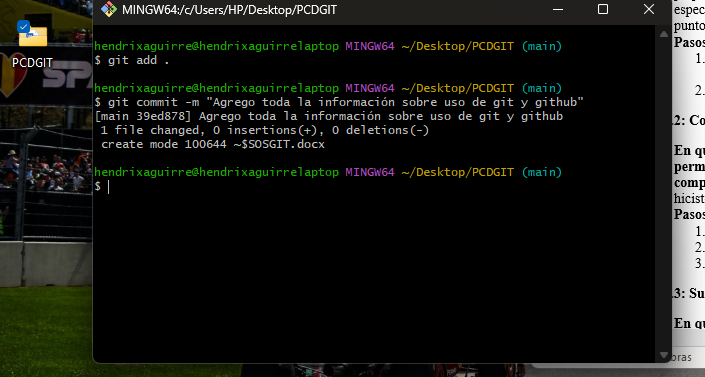 MINGW64:/c/Users/HP/Desktop/PCDGIT
hendrixaguirre@hendrixaguirrelaptop MINGW64 ~/Desktop/PCDGIT (main)
$ git add .
hendrixaguirre@hendrixaguirrelaptop MINGW64 ~/Desktop/PCDGIT (main)
$ git commit -m "Agrego toda la información sobre uso de git y github"
[main 39ed878] Agrego toda la información sobre uso de git y github
1 file changed, 0 insertions(+), 0 deletions(-)
create mode 100644 ~$SOSGIT.docx
hendrixaguirre@hendrixaguirrelaptop MINGW64 ~/Desktop/PCDGIT (main)
$
PCDGIT
SP
espec
punto
Pasos
1.
2.
.2: Co
En qu
perm
comp
hicist
Pasos
1.
2.
3.
.3: Su
En qu
bras